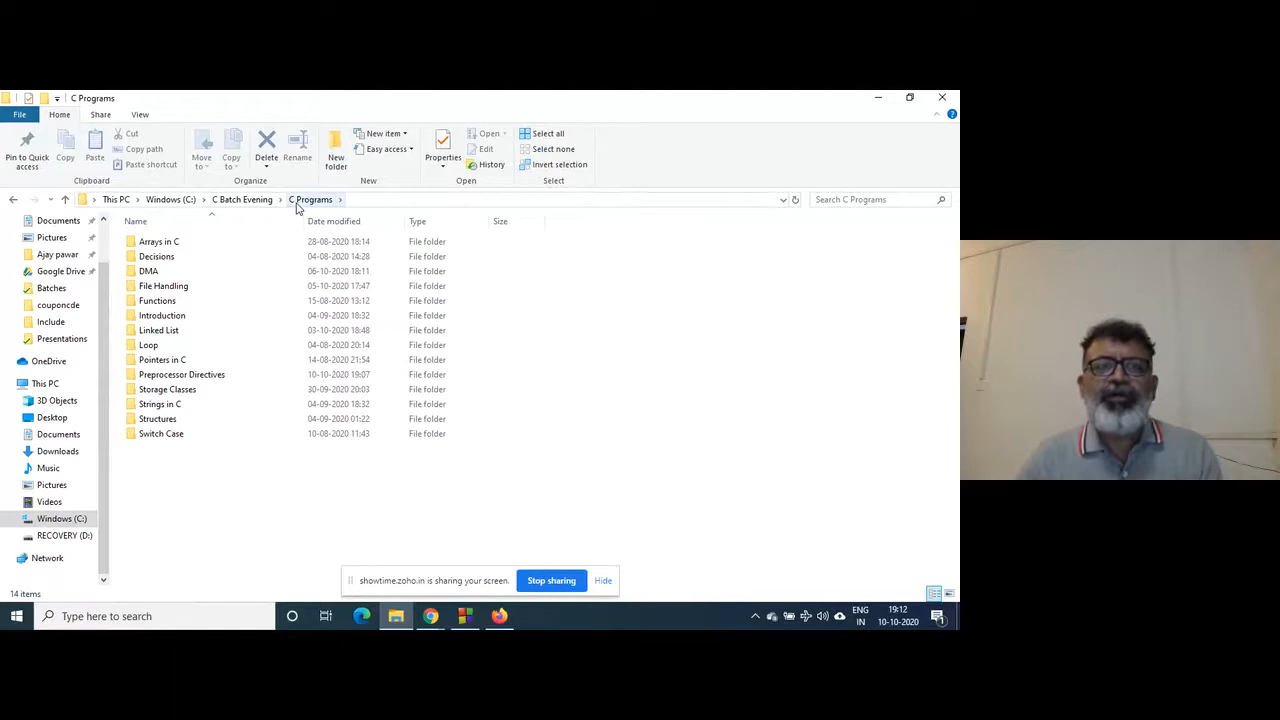 C Programs
File Home Share View
Pin to Quick access
Copy
Paste
Cut
Copy path
Paste shortcut
Clipboard
Move to
Copy to
Delete
Rename
Organize
New folder
New item
Easy access
New
Properties
Open
Edit
History
Open
Select all
Select none
Invert selection
Select
This PC > Windows (C:) > C Batch Evening > C Programs >
Search C Programs
Name Date modified Type Size
Arrays in C 28-08-2020 18:14 File folder
Decisions 04-08-2020 14:28 File folder
DMA 06-10-2020 18:11 File folder
File Handling 05-10-2020 17:47 File folder
Functions 15-08-2020 13:12 File folder
Introduction 04-09-2020 18:32 File folder
Linked List 03-10-2020 18:48 File folder
Loop 04-08-2020 20:14 File folder
Pointers in C 14-08-2020 21:54 File folder
Preprocessor Directives 10-10-2020 19:07 File folder
Storage Classes 30-09-2020 20:03 File folder
Strings in C 04-09-2020 18:32 File folder
Structures 04-09-2020 01:22 File folder
Switch Case 10-08-2020 11:43 File folder
Documents
Pictures
Ajay pawar
Google Drive
Batches
couponcde
Include
Presentations
OneDrive
This PC
3D Objects
Desktop
Documents
Downloads
Music
Pictures
Videos
Windows (C:)
RECOVERY (D:)
Network
14 items
showtime.zoho.in is sharing your screen. Stop sharing Hide
Type here to search
ENG
IN
19:12
10-10-2020
1